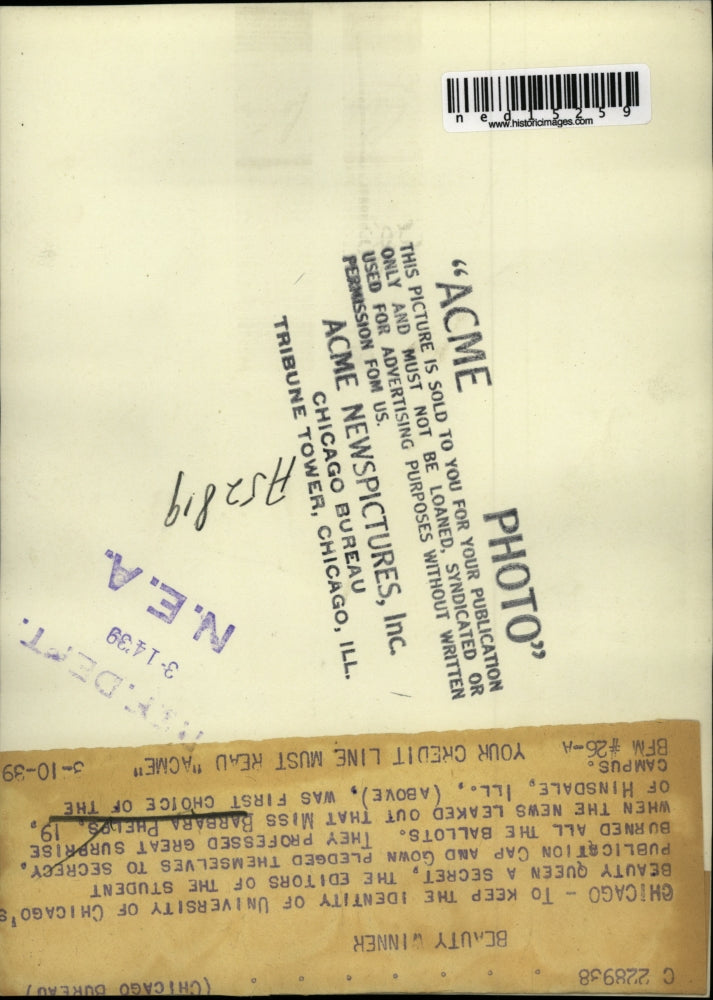 ned15259
www.historicimages.com
"ACME PHOTO"
THIS PICTURE IS SOLD TO YOU FOR YOUR PUBLICATION
ONLY AND MUST NOT BE LOANED, SYNDICATED OR
USED FOR ADVERTISING PURPOSES WITHOUT WRITTEN
PERMISSION FOM US.
ACME NEWSPICTURES, Inc.
CHICAGO BUREAU
TRIBUNE TOWER, CHICAGO, ILL.
A52819
N.E.A.
3-14-39
DEPT.
C 228938 (CHICAGO BUREAU)
BEAUTY WINNER
CHICAGO - TO KEEP THE IDENTITY OF UNIVERSITY OF CHICAGO'S
BEAUTY QUEEN A SECRET, THE EDITORS OF THE STUDENT
PUBLICATION CAP AND GOWN PLEDGED THEMSELVES TO SECRECY,
BURNED ALL THE BALLOTS. THEY PROFESSED GREAT SURPRISE
WHEN THE NEWS LEAKED OUT THAT MISS BARBARA PHELPS, 19,
OF HINSDALE, ILL., (ABOVE), WAS FIRST CHOICE OF THE
CAMPUS.
BFM # 26-A YOUR CREDIT LINE MUST READ "ACME" 3-10-39